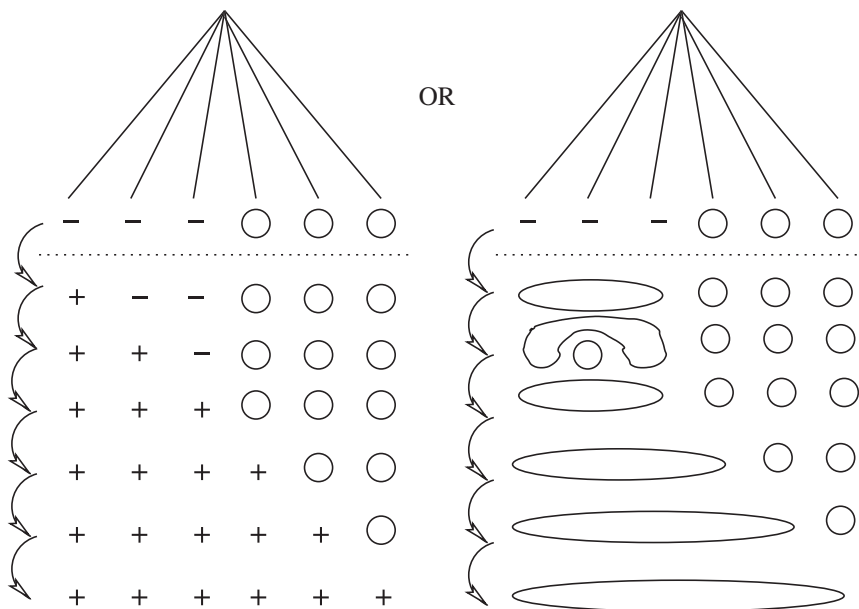 OR
− − − − − −
+ − −
+ + −
+ + +
+ + + +
+ + + + +
+ + + + + +